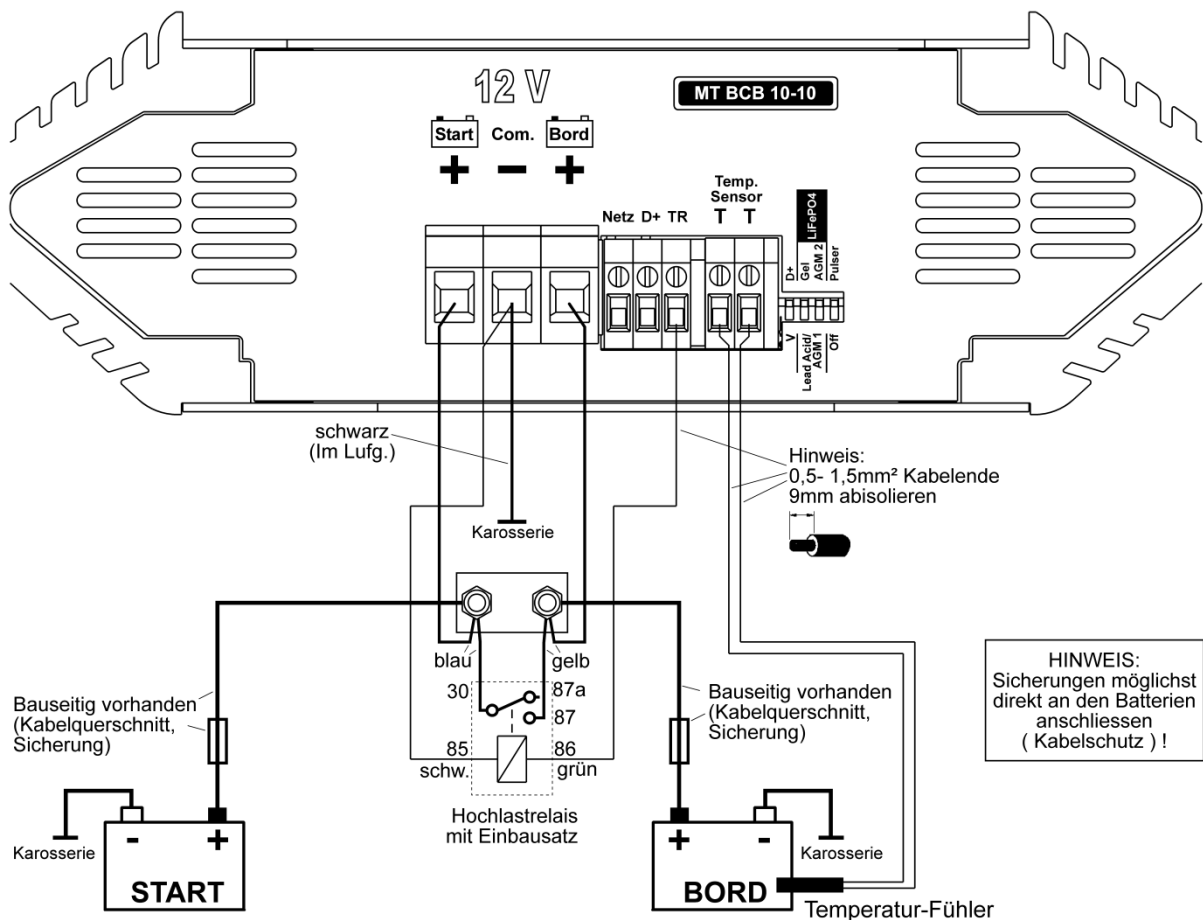 12 V
MT BCB 10-10
Start Com. Bord
+ − +
Temp.
Sensor
Netz D+ TR T T
D+
Gel
AGM 2
LiFePO4
Pulser
V
Lead Acid/
AGM 1
Off
schwarz
(Im Lufg.)
Karosserie
Hinweis:
0,5- 1,5mm² Kabelende
9mm abisolieren
blau
gelb
30
87a
87
85
schw.
86
grün
Hochlastrelais
mit Einbausatz
Bauseitig vorhanden
(Kabelquerschnitt,
Sicherung)
Bauseitig vorhanden
(Kabelquerschnitt,
Sicherung)
HINWEIS:
Sicherungen möglichst
direkt an den Batterien
anschliessen
( Kabelschutz ) !
Karosserie
- +
START
+ -
BORD
Karosserie
Temperatur-Fühler